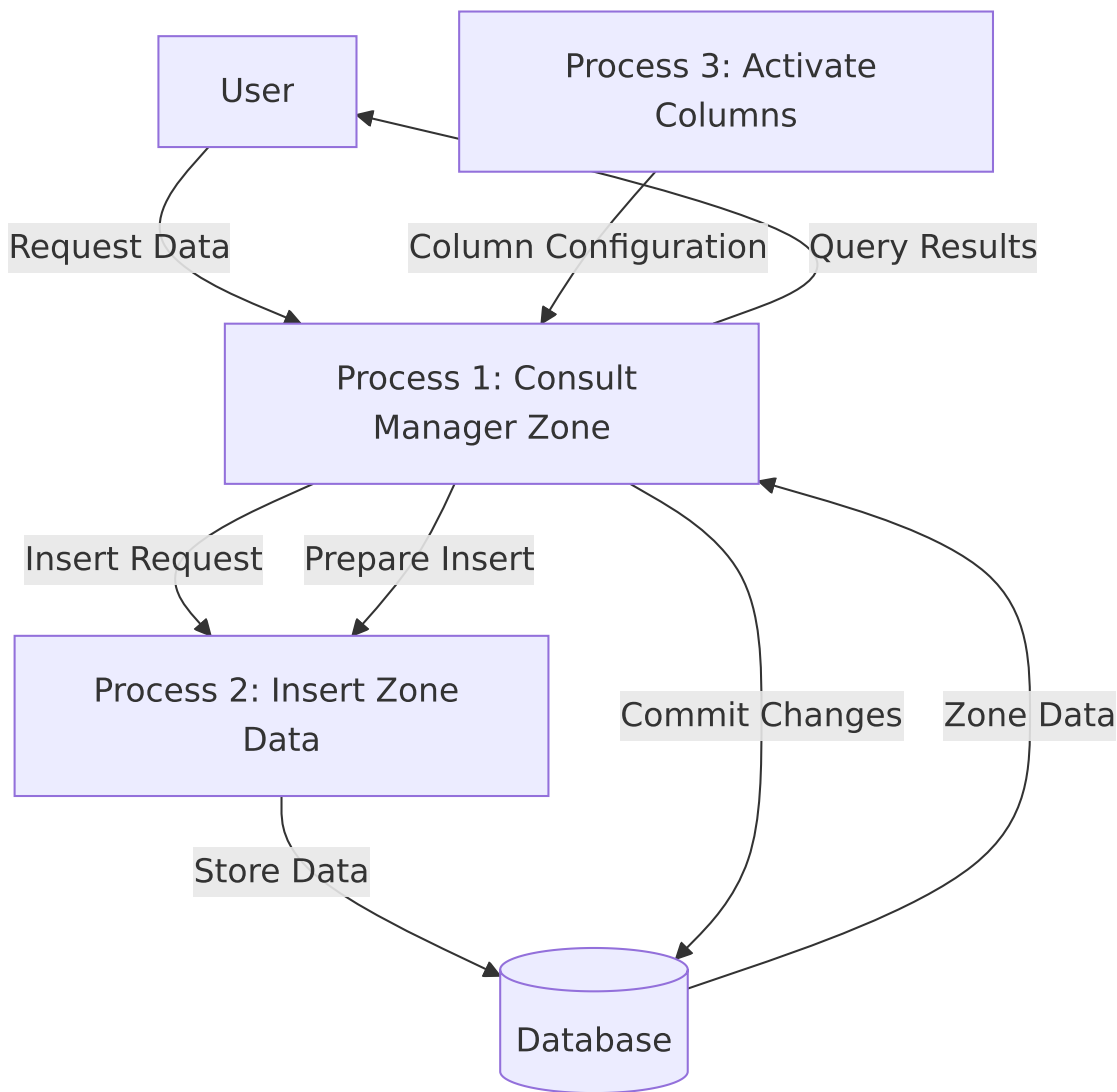 User
Process 3: Activate
Columns
Request Data
Column Configuration
Query Results
Process 1: Consult
Manager Zone
Insert Request
Prepare Insert
Process 2: Insert Zone
Data
Commit Changes
Zone Data
Store Data
Database